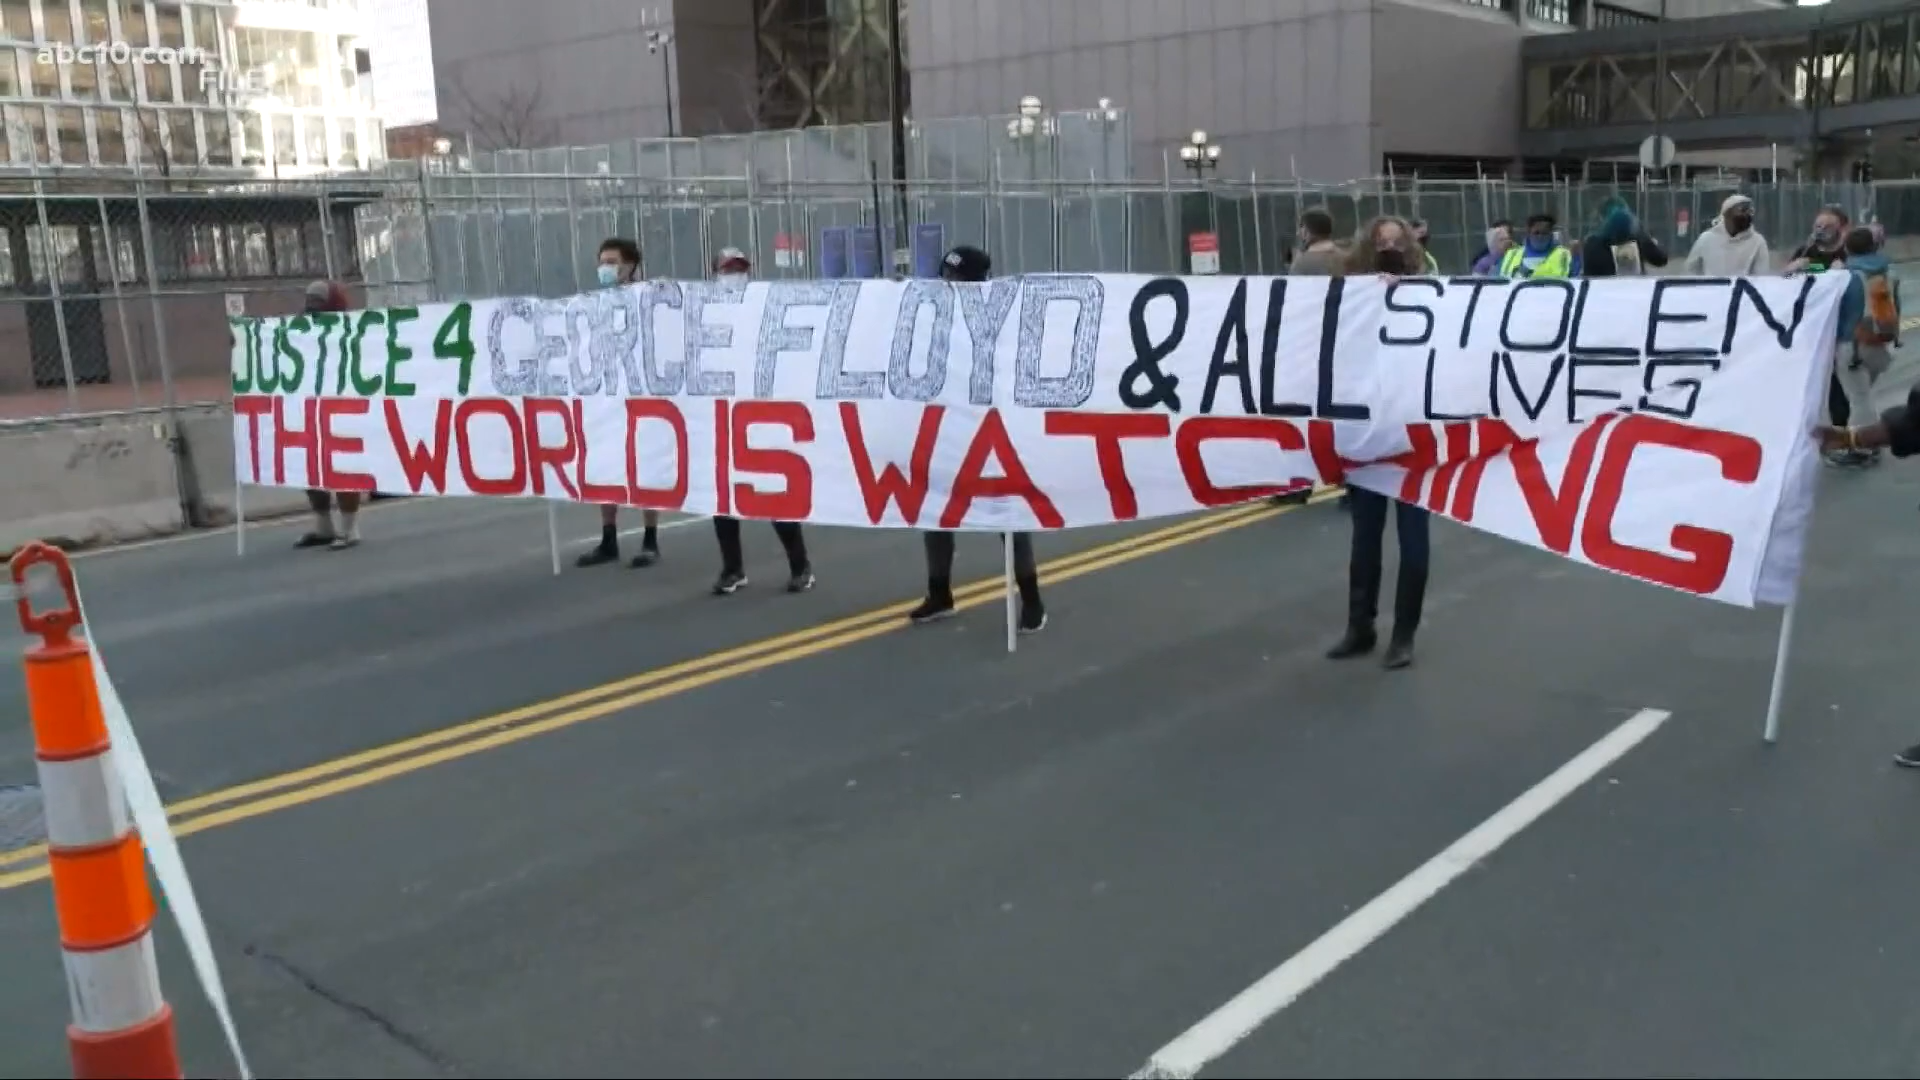 abc10.com
FILE
JUSTICE 4 GEORGE FLOYD & ALL STOLEN LIVES
THE WORLD IS WATCHING